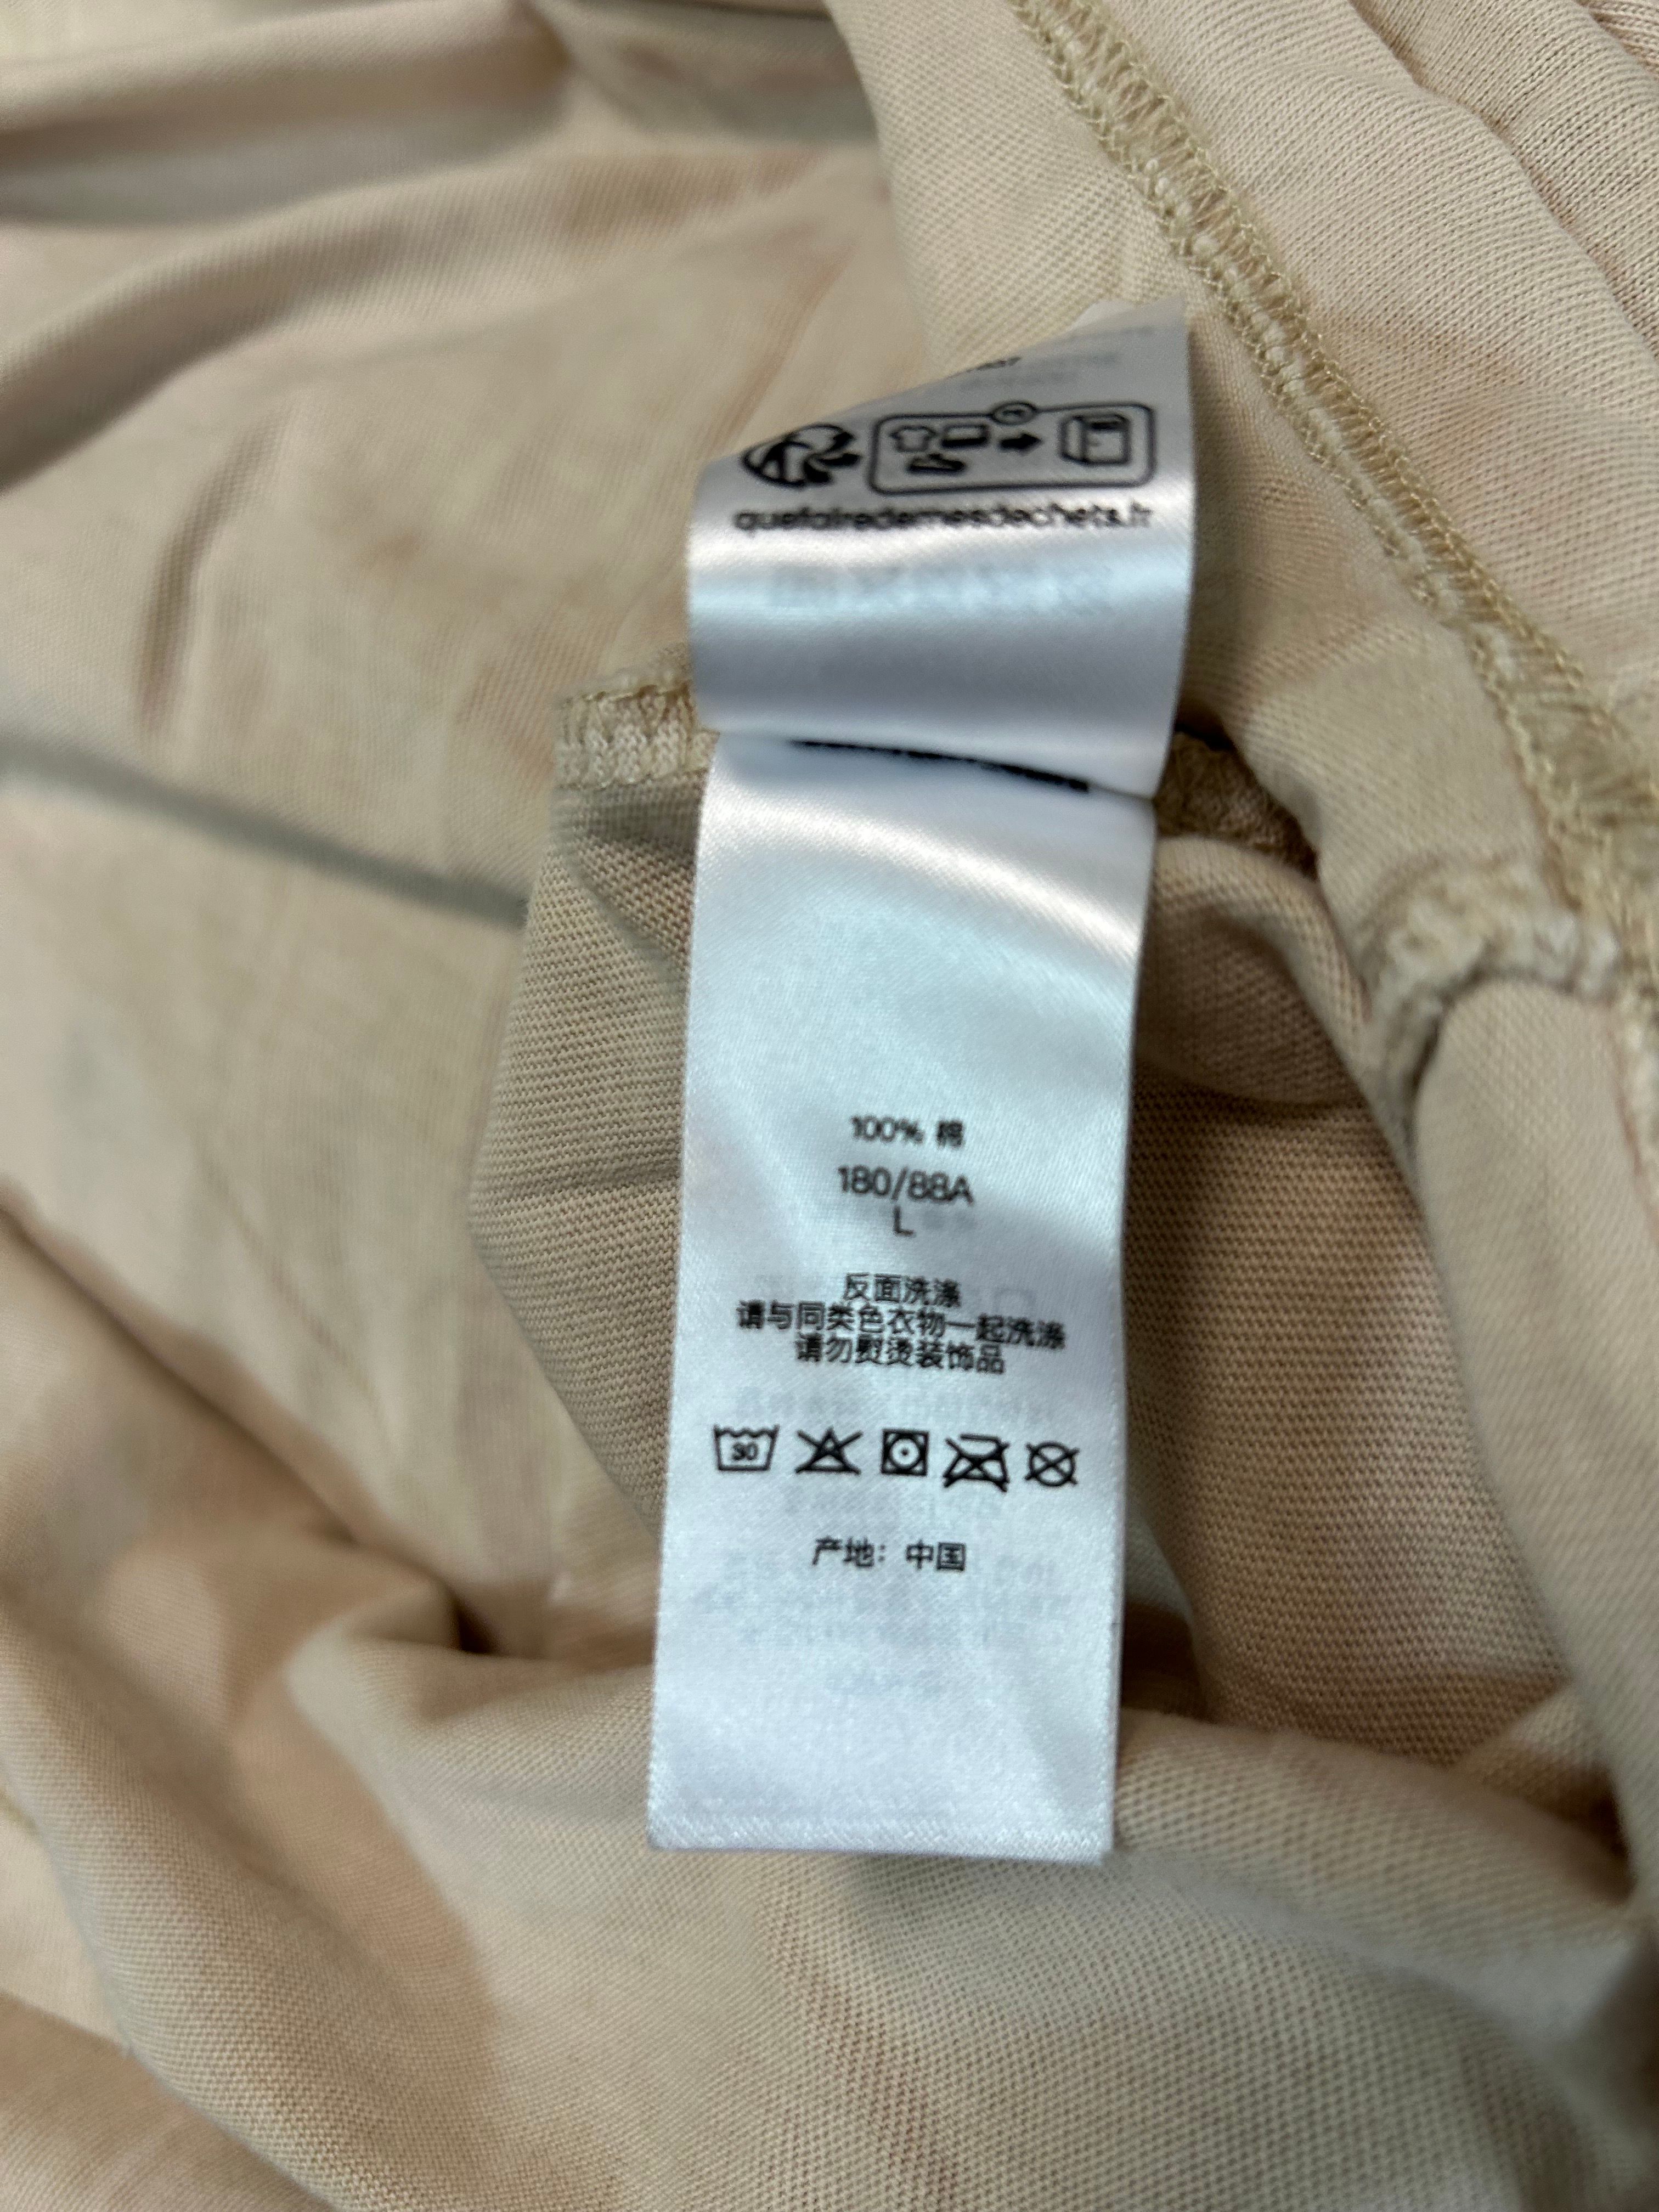 quefairedemesdechets.fr
100% 棉
180/88A
L
反面洗涤
请与同类色衣物一起洗涤
请勿熨烫装饰品
30
产地：中国